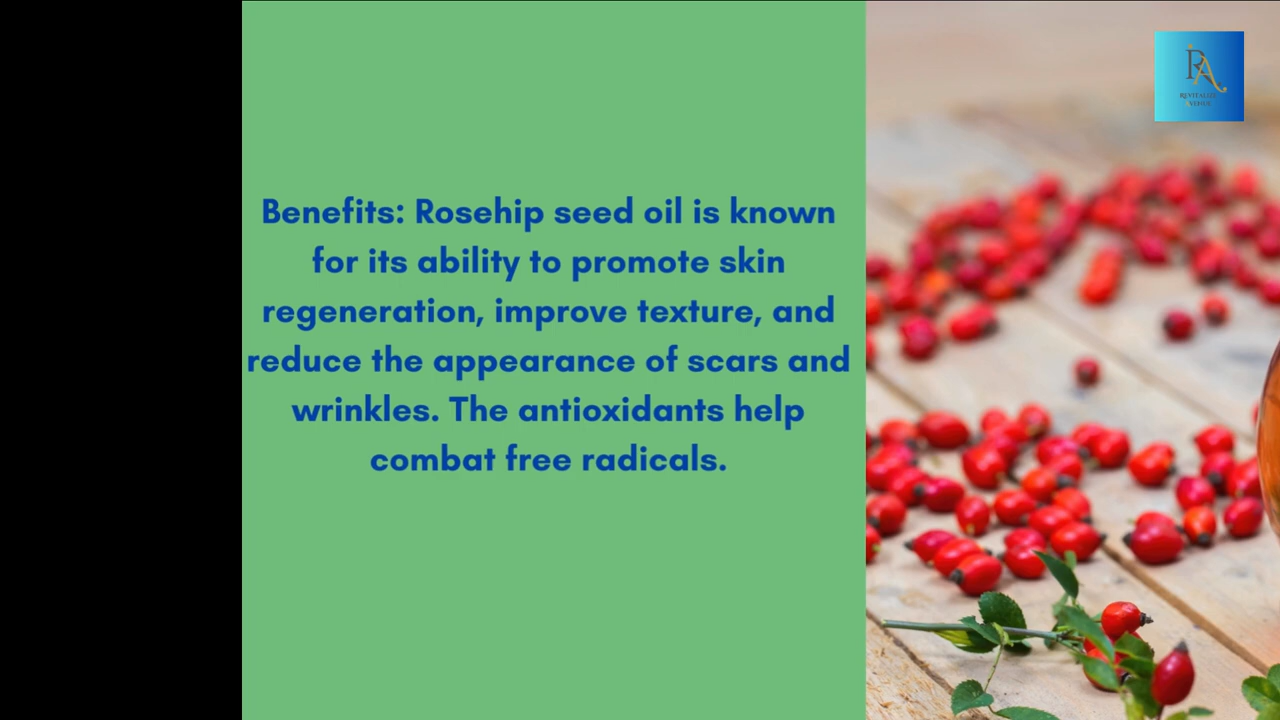 Benefits: Rosehip seed oil is known
for its ability to promote skin
regeneration, improve texture, and
reduce the appearance of scars and
wrinkles. The antioxidants help
combat free radicals.
RA